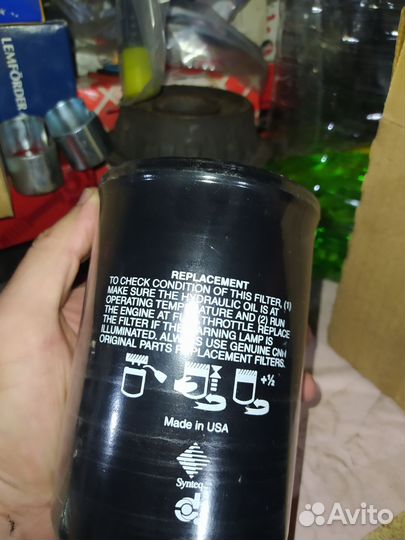 LEMFÖRDER
REPLACEMENT
TO CHECK CONDITION OF THIS FILTER. (1)
MAKE SURE THE HYDRAULIC OIL IS AT
OPERATING TEMPERATURE AND (2) RUN
THE ENGINE AT FULL THROTTLE. REPLACE
THE FILTER IF THE WARNING LAMP IS
ILLUMINATED. ALWAYS USE GENUINE CNH
ORIGINAL PARTS REPLACEMENT FILTERS.
+½
Made in USA
Synteq
Avito